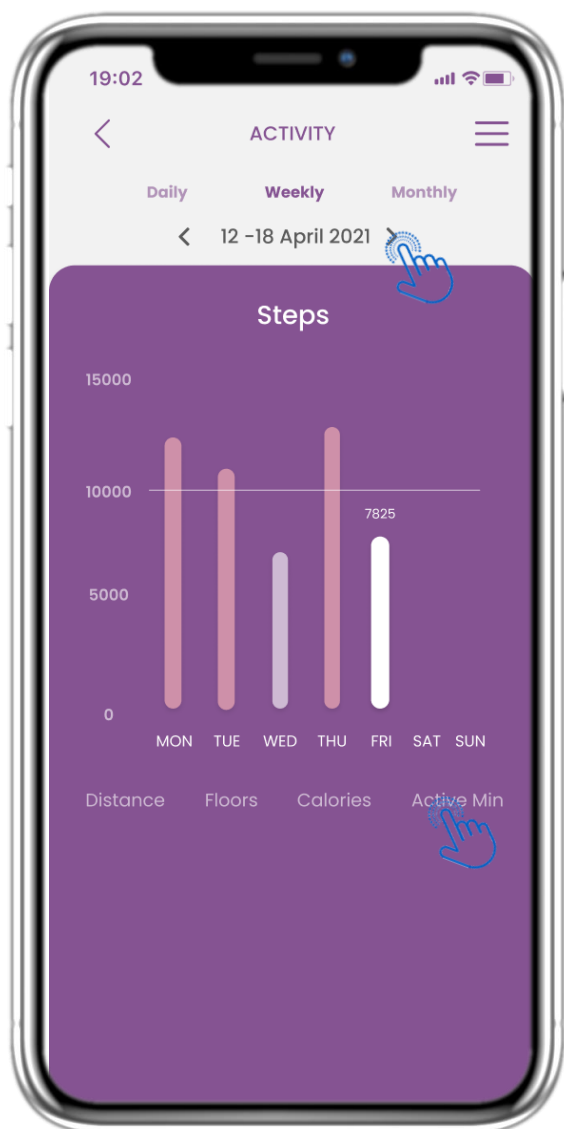 19:02
ACTIVITY
Daily Weekly Monthly
12 -18 April 2021
Steps
15000
10000
7825
5000
0
MON TUE WED THU FRI SAT SUN
Distance Floors Calories Active Min